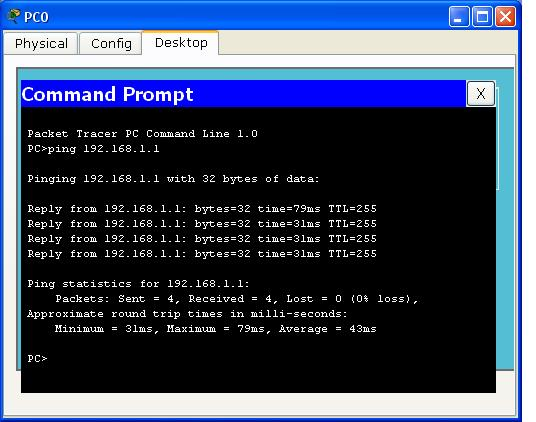 PC0
Physical Config Desktop
Command Prompt X
Packet Tracer PC Command Line 1.0
PC>ping 192.168.1.1
Pinging 192.168.1.1 with 32 bytes of data:
Reply from 192.168.1.1: bytes=32 time=79ms TTL=255
Reply from 192.168.1.1: bytes=32 time=31ms TTL=255
Reply from 192.168.1.1: bytes=32 time=31ms TTL=255
Reply from 192.168.1.1: bytes=32 time=31ms TTL=255
Ping statistics for 192.168.1.1:
Packets: Sent = 4, Received = 4, Lost = 0 (0% loss),
Approximate round trip times in milli-seconds:
Minimum = 31ms, Maximum = 79ms, Average = 43ms
PC>